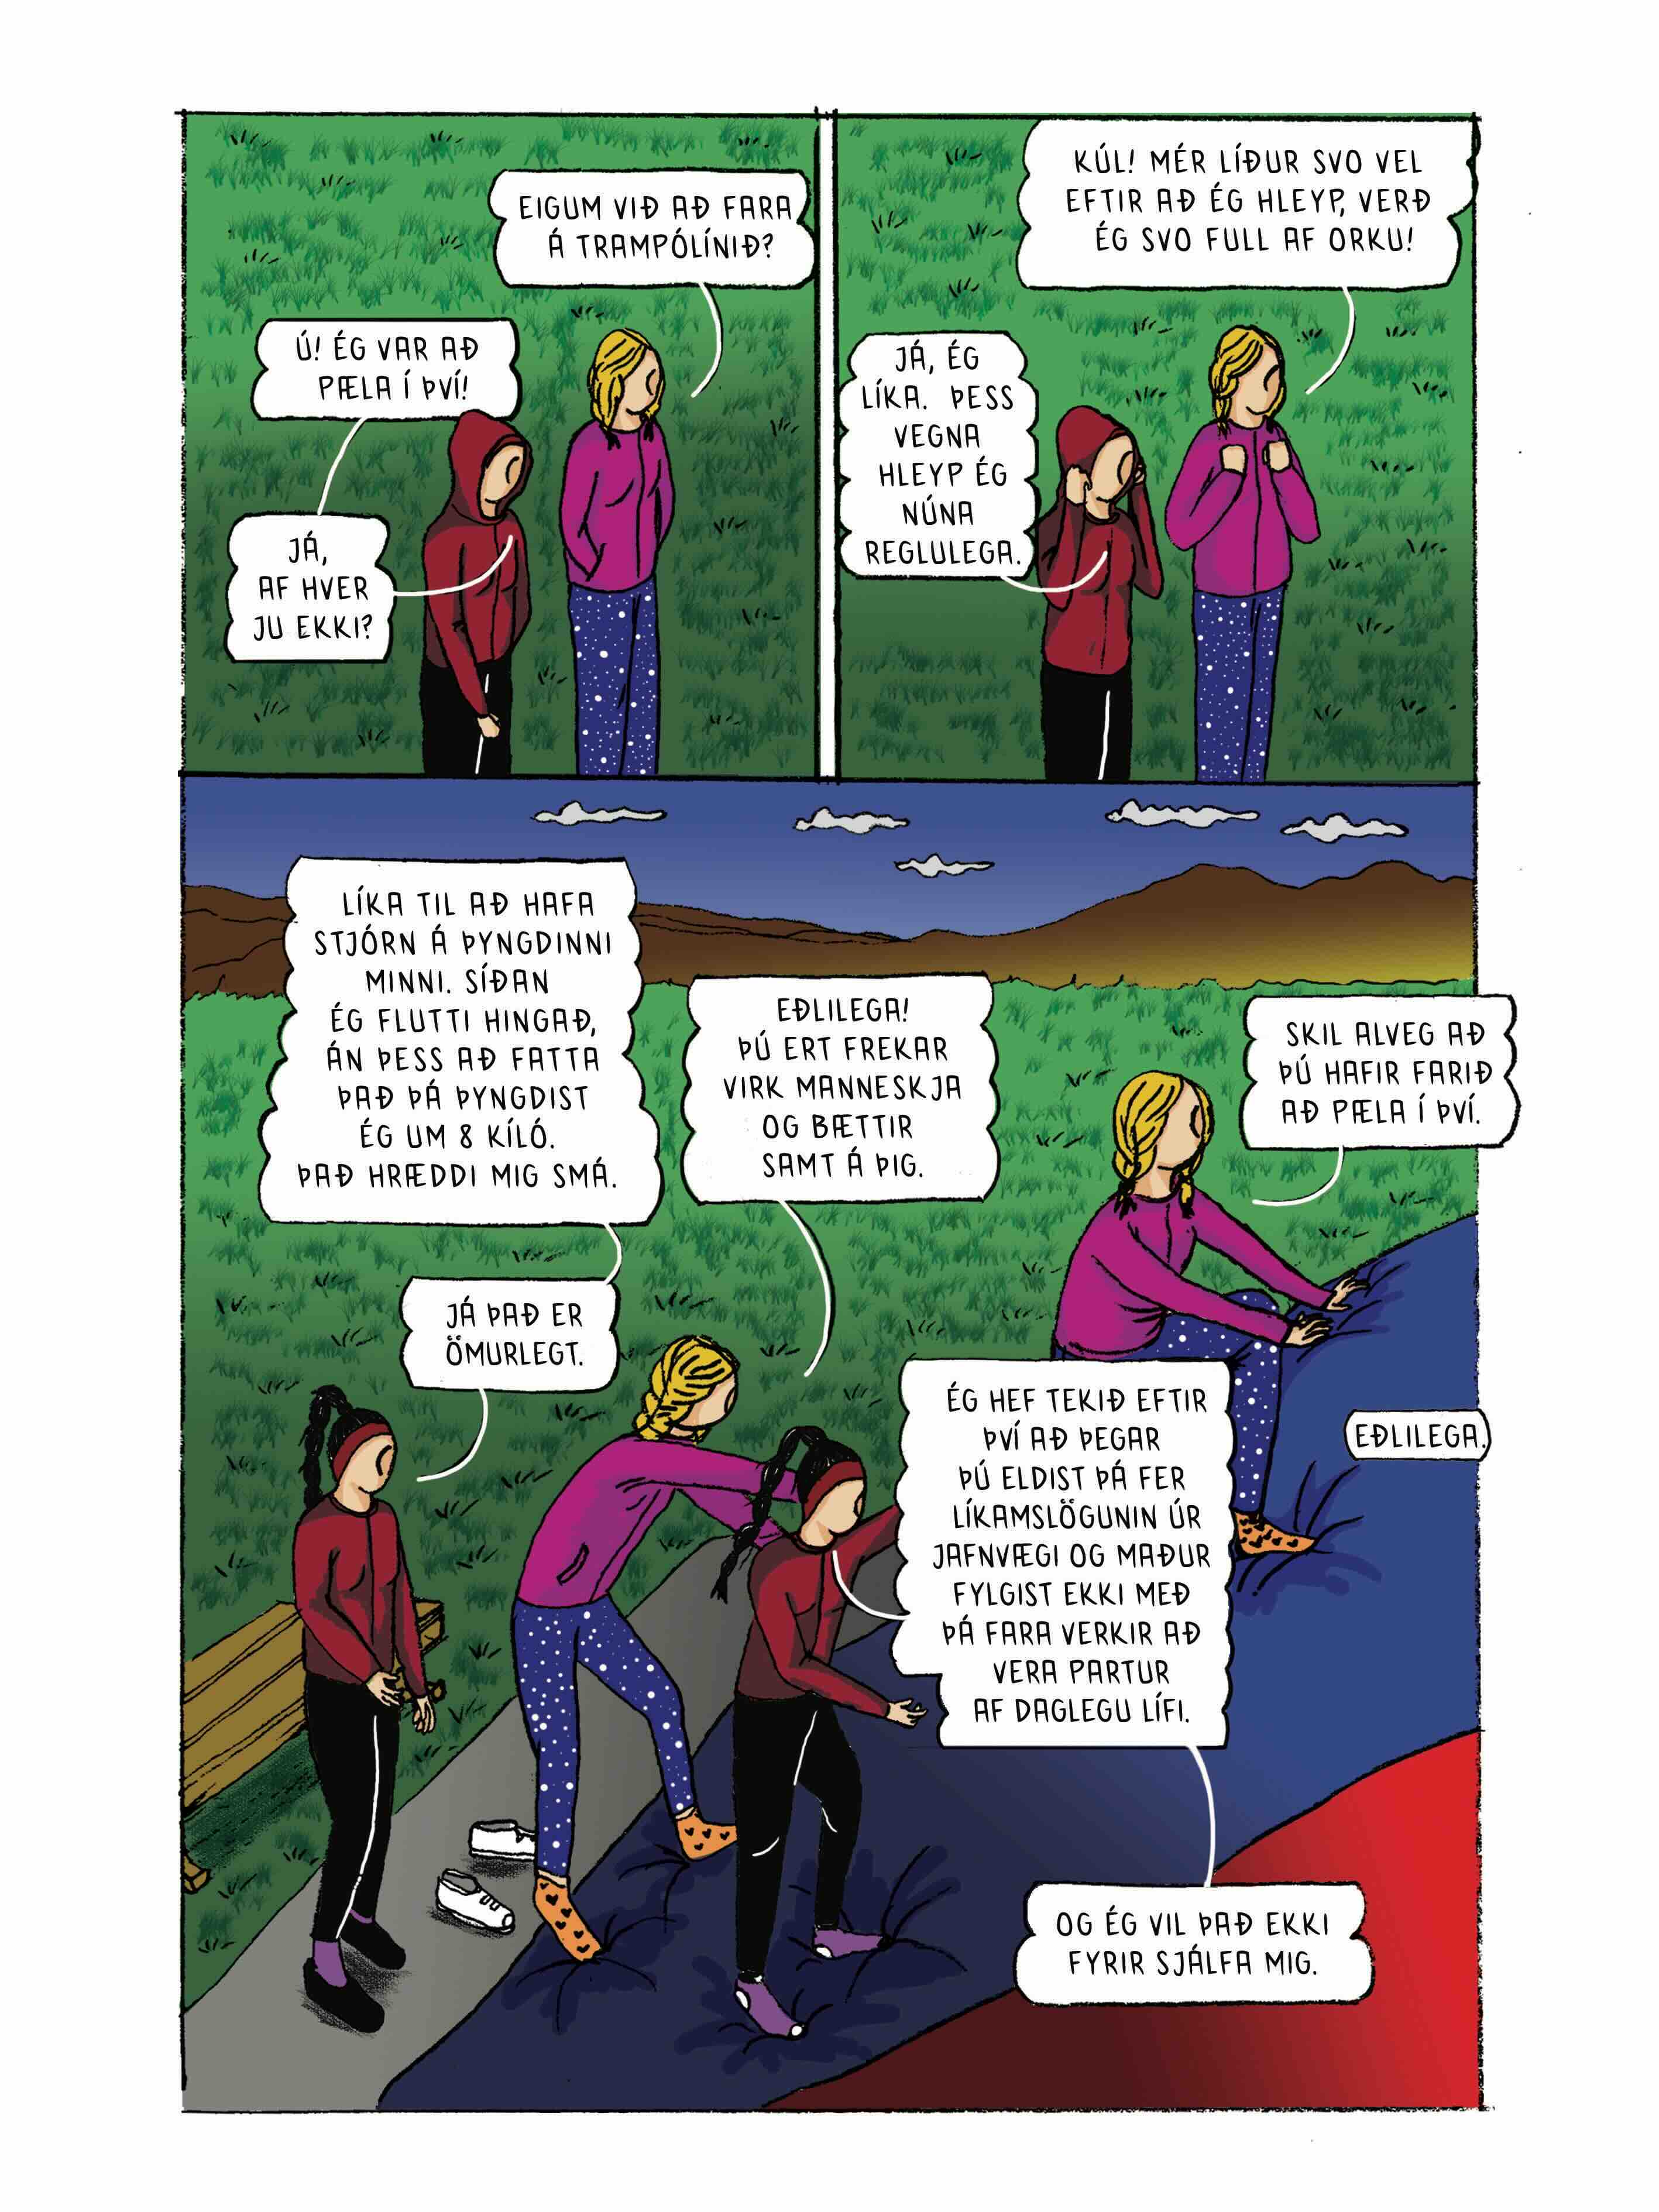 EIGUM VIÐ AÐ FARA
Á TRAMPÓLÍNIÐ?
Ú! ÉG VAR AÐ
PÆLA Í ÞVÍ!
JÁ,
AF HVER
JU EKKI?
KÚL! MÉR LÍÐUR SVO VEL
EFTIR AÐ ÉG HLEYP, VERÐ
ÉG SVO FULL AF ORKU!
JÁ, ÉG
LÍKA. ÞESS
VEGNA
HLEYP ÉG
NÚNA
REGLULEGA.
LÍKA TIL AÐ HAFA
STJÓRN Á ÞYNGDINNI
MINNI. SÍÐAN
ÉG FLUTTI HINGAÐ,
ÁN ÞESS AÐ FATTA
ÞAÐ ÞÁ ÞYNGDIST
ÉG UM 8 KÍLÓ.
ÞAÐ HRÆDDI MIG SMÁ.
JÁ ÞAÐ ER
ÖMURLEGT.
EÐLILEGA!
ÞÚ ERT FREKAR
VIRK MANNESKJA
OG BÆTTIR
SAMT Á ÞIG.
SKIL ALVEG AÐ
ÞÚ HAFIR FARIÐ
AÐ PÆLA Í ÞVÍ.
ÉG HEF TEKIÐ EFTIR
ÞVÍ AÐ ÞEGAR
ÞÚ ELDIST ÞÁ FER
LÍKAMSLÖGUNIN ÚR
JAFNVÆGI OG MAÐUR
FYLGIST EKKI MEÐ
ÞÁ FARA VERKIR AÐ
VERA PARTUR
AF DAGLEGU LÍFI.
EÐLILEGA.
OG ÉG VIL ÞAÐ EKKI
FYRIR SJÁLFA MIG.